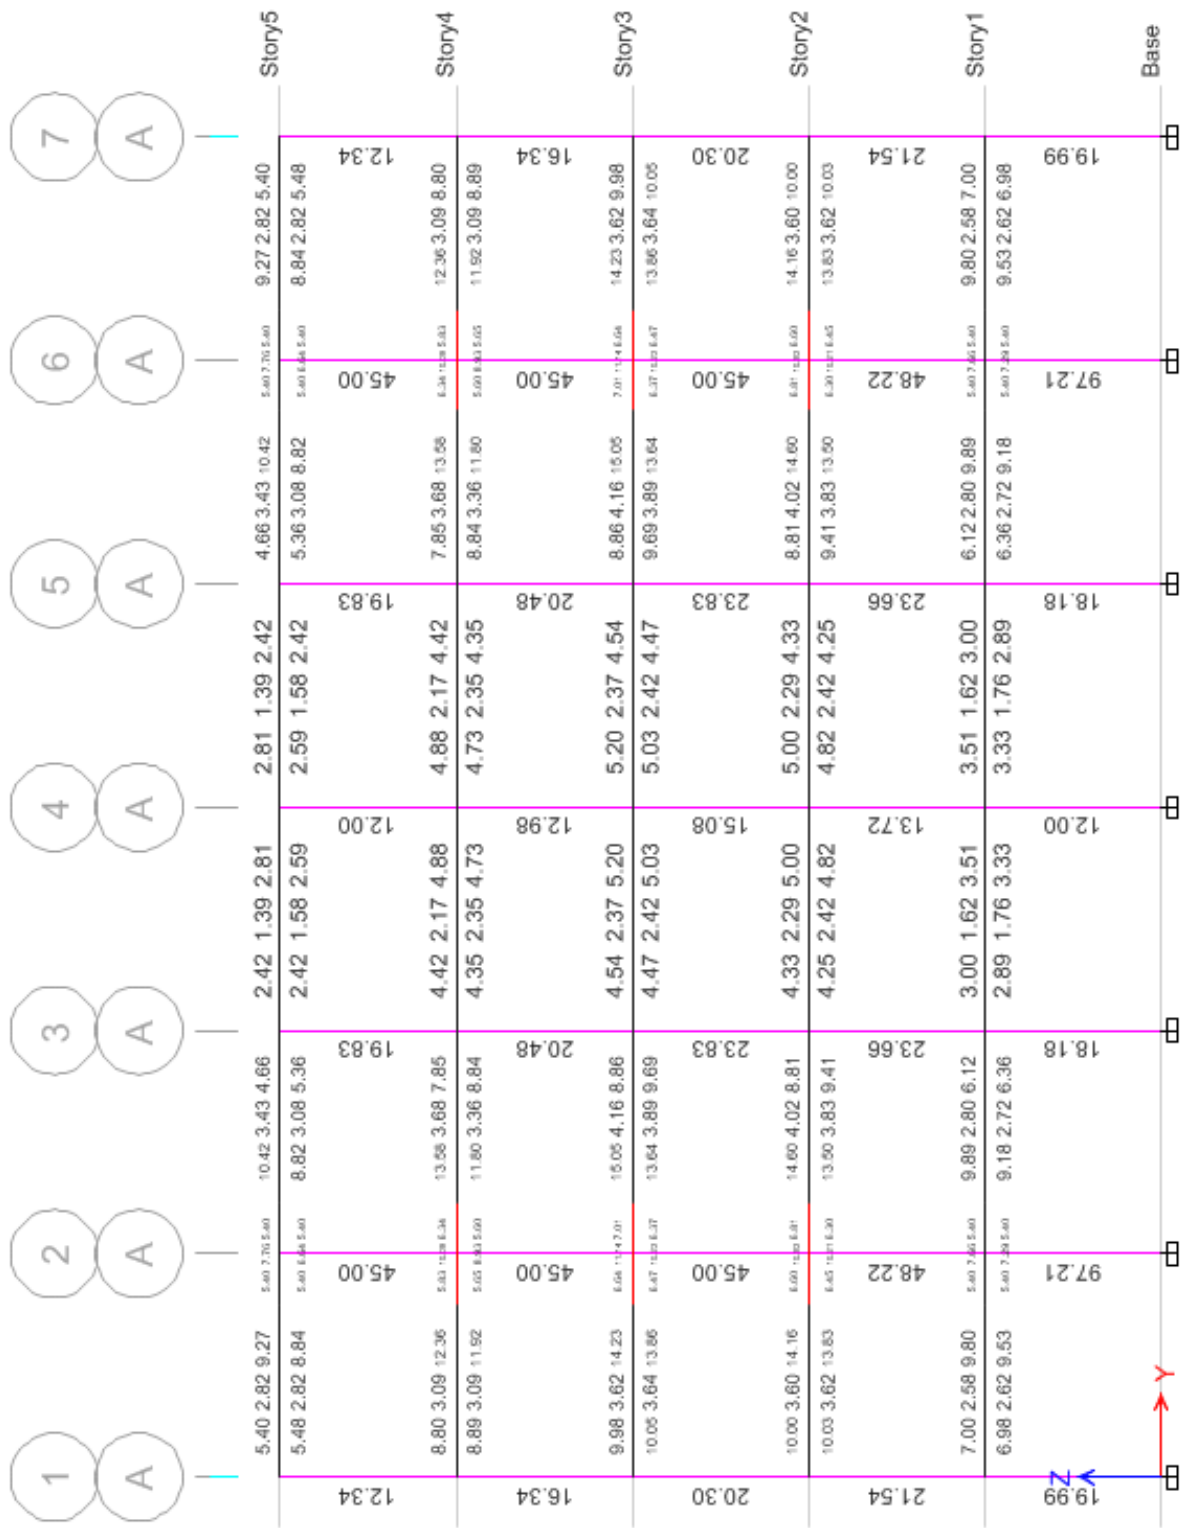 1 2 3 4 5 6 7
A A A A A A A
5.40 2.82 9.27 10.42 3.43 4.66 2.42 1.39 2.81 2.81 1.39 2.42 4.66 3.43 10.42 9.27 2.82 5.40 Story5
5.48 2.82 8.84 8.82 3.08 5.36 2.42 1.58 2.59 2.59 1.58 2.42 5.36 3.08 8.82 8.84 2.82 5.48
12.34 45.00 19.83 12.00 19.83 45.00 12.34
8.80 3.09 12.36 13.58 3.68 7.85 4.42 2.17 4.88 4.88 2.17 4.42 7.85 3.68 13.58 12.36 3.09 8.80 Story4
8.89 3.09 11.92 11.80 3.36 8.84 4.35 2.35 4.73 4.73 2.35 4.35 8.84 3.36 11.80 11.92 3.09 8.89
16.34 45.00 20.48 12.98 20.48 45.00 16.34
9.98 3.62 14.23 15.05 4.16 8.86 4.54 2.37 5.20 5.20 2.37 4.54 8.86 4.16 15.05 14.23 3.62 9.98 Story3
10.05 3.64 13.86 13.64 3.89 9.69 4.47 2.42 5.03 5.03 2.42 4.47 9.69 3.89 13.64 13.86 3.64 10.05
20.30 45.00 23.83 15.08 23.83 45.00 20.30
10.00 3.60 14.16 14.60 4.02 8.81 4.33 2.29 5.00 5.00 2.29 4.33 8.81 4.02 14.60 14.16 3.60 10.00 Story2
10.03 3.62 13.83 13.50 3.83 9.41 4.25 2.42 4.82 4.82 2.42 4.25 9.41 3.83 13.50 13.83 3.62 10.03
21.54 48.22 23.66 13.72 23.66 48.22 21.54
7.00 2.58 9.80 9.89 2.80 6.12 3.00 1.62 3.51 3.51 1.62 3.00 6.12 2.80 9.89 9.80 2.58 7.00 Story1
6.98 2.62 9.53 9.18 2.72 6.36 2.89 1.76 3.33 3.33 1.76 2.89 6.36 2.72 9.18 9.53 2.62 6.98
19.99 97.21 18.18 12.00 18.18 97.21 19.99
Z
Y
Base